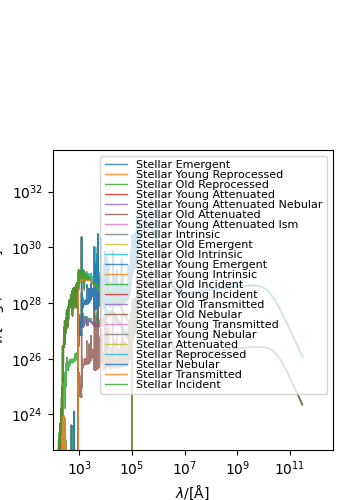 Stellar Emergent
Stellar Young Reprocessed
Stellar Old Reprocessed
Stellar Young Attenuated
Stellar Young Attenuated Nebular
Stellar Old Attenuated
Stellar Young Attenuated Ism
Stellar Intrinsic
Stellar Old Emergent
Stellar Old Intrinsic
Stellar Young Emergent
Stellar Young Intrinsic
Stellar Old Incident
Stellar Young Incident
Stellar Old Transmitted
Stellar Old Nebular
Stellar Young Transmitted
Stellar Young Nebular
Stellar Attenuated
Stellar Reprocessed
Stellar Nebular
Stellar Transmitted
Stellar Incident
10³²
10³⁰
10²⁸
10²⁶
10²⁴
10³ 10⁵ 10⁷ 10⁹ 10¹¹
λ/[Å]